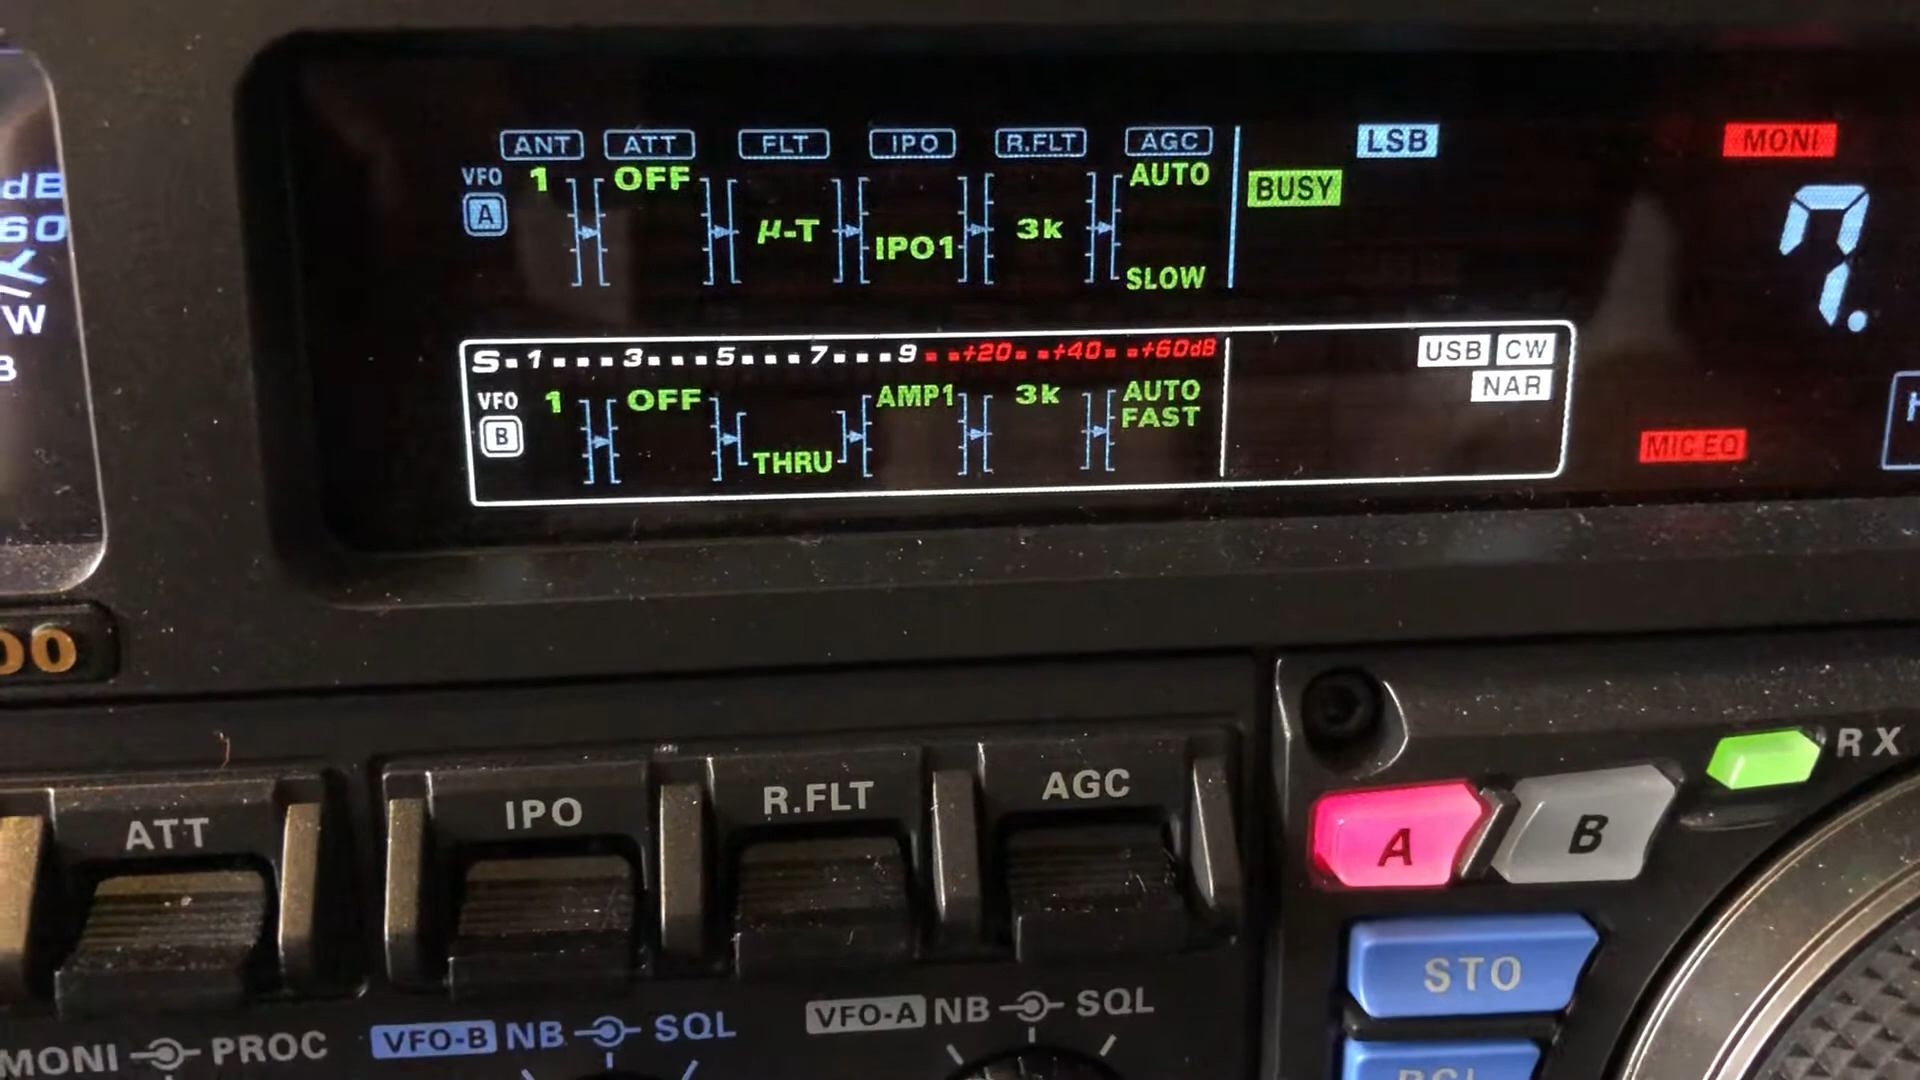 dB
60
W
B
ANT ATT FLT IPO R.FLT AGC
VFO A 1 OFF μ-T IPO1 3k AUTO SLOW
BUSY
LSB
MONI
7.
S 1 3 5 7 9 +20 +40 +60dB
VFO B 1 OFF THRU AMP1 3k AUTO FAST
USB CW
NAR
MIC EQ
00
ATT IPO R.FLT AGC
A B RX
STO
MONI PROC VFO-B NB SQL VFO-A NB SQL